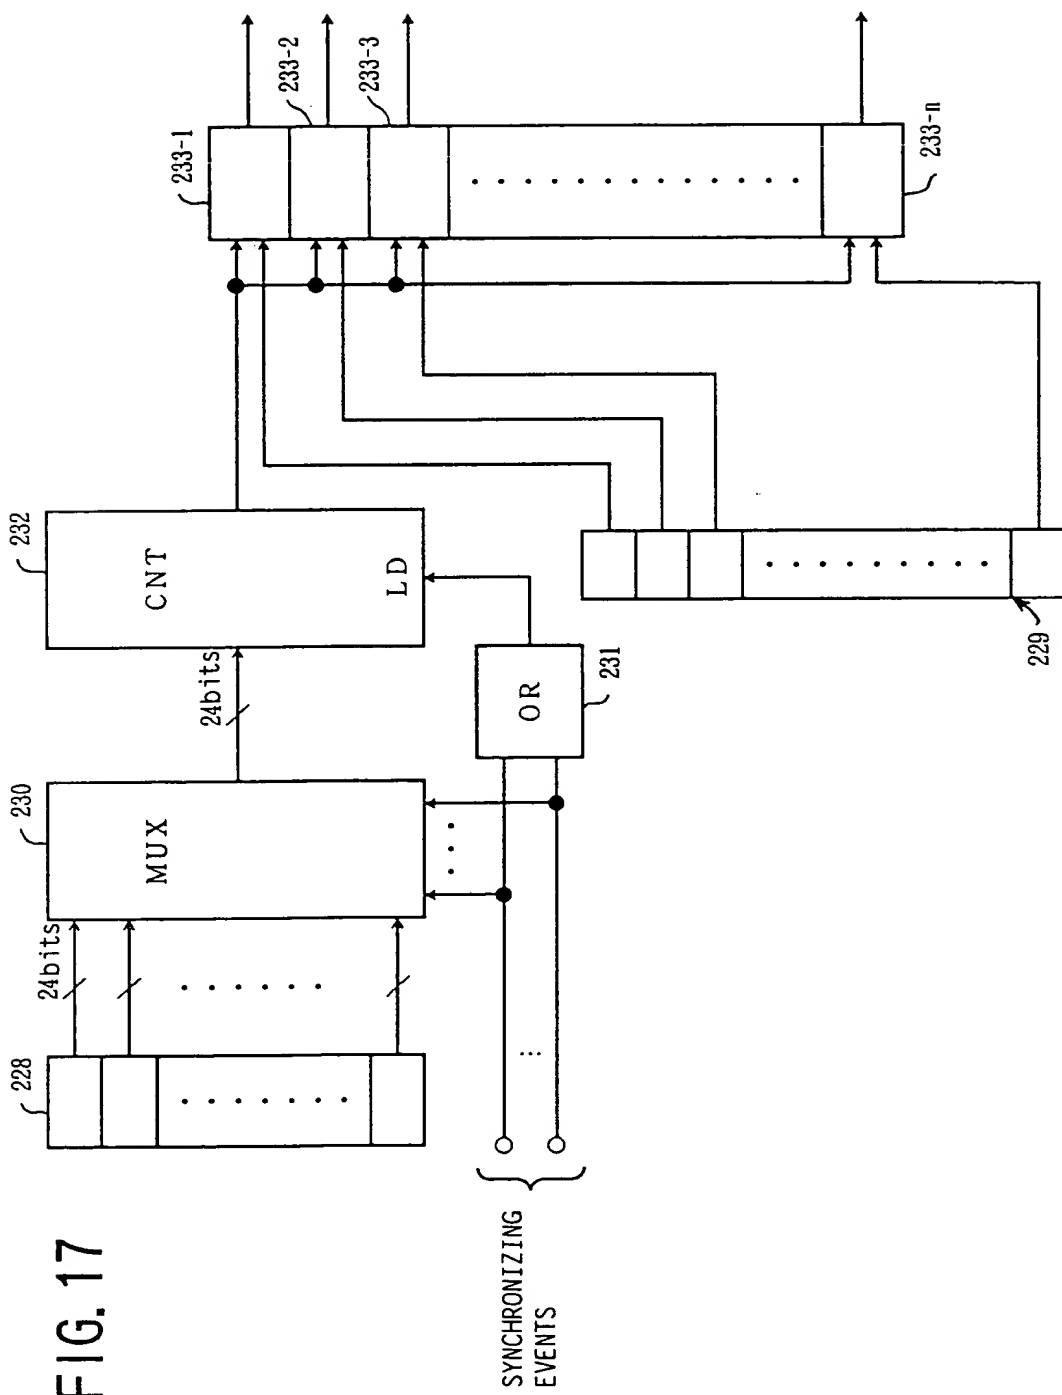 FIG. 17
228
24bits
230
MUX
24bits
232
CNT
LD
233-1
233-2
233-3
233-n
OR
231
229
SYNCHRONIZING
EVENTS